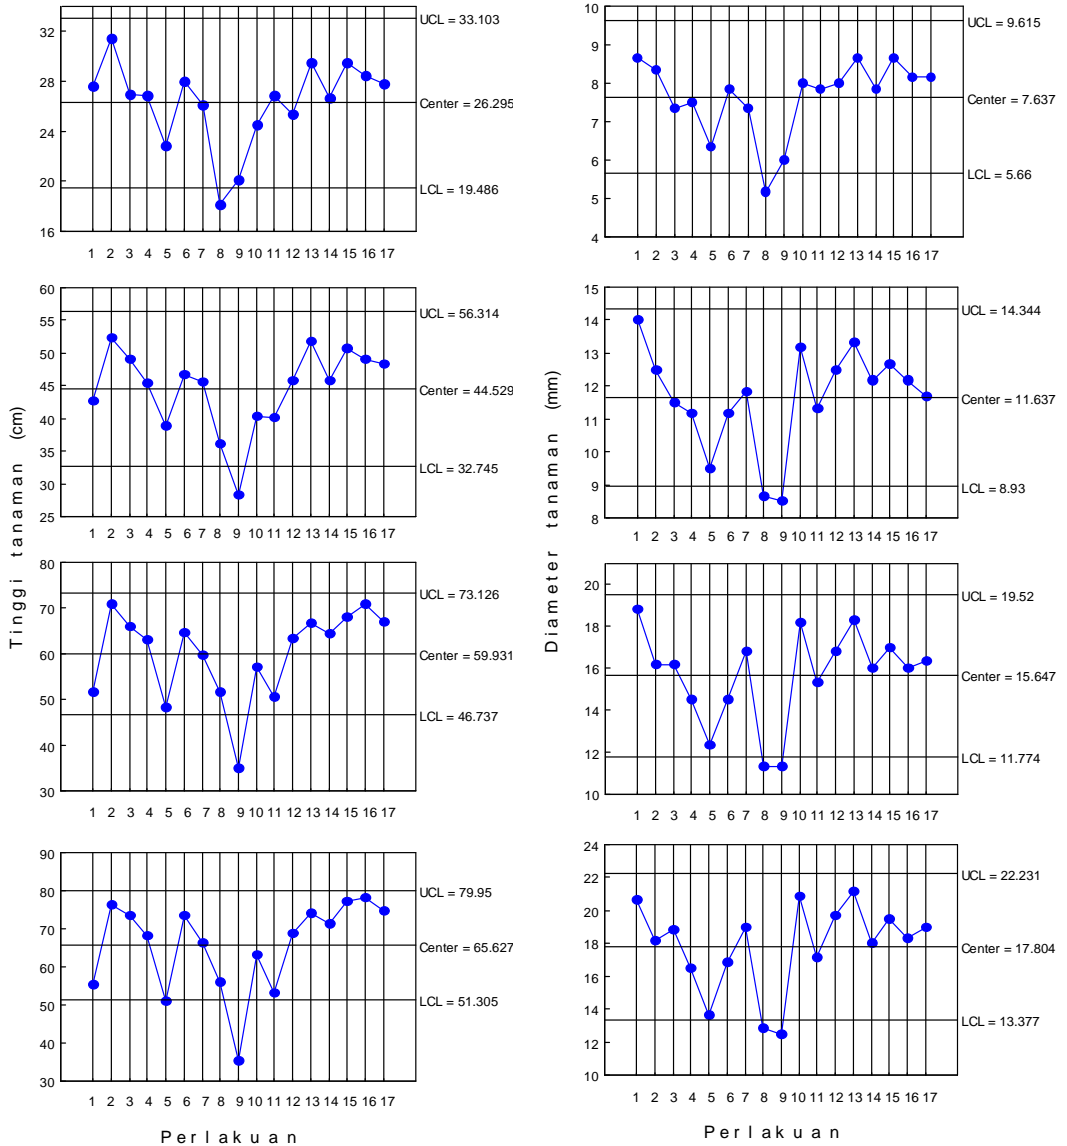 32
28
24
20
16
UCL = 33.103
Center = 26.295
LCL = 19.486
1 2 3 4 5 6 7 8 9 10 11 12 13 14 15 16 17
10
9
8
7
6
5
4
UCL = 9.615
Center = 7.637
LCL = 5.66
1 2 3 4 5 6 7 8 9 10 11 12 13 14 15 16 17
60
55
50
45
40
35
30
25
UCL = 56.314
Center = 44.529
LCL = 32.745
1 2 3 4 5 6 7 8 9 10 11 12 13 14 15 16 17
15
14
13
12
11
10
9
8
UCL = 14.344
Center = 11.637
LCL = 8.93
1 2 3 4 5 6 7 8 9 10 11 12 13 14 15 16 17
Tinggi tanaman (cm)
Diameter tanaman (mm)
80
70
60
50
40
30
UCL = 73.126
Center = 59.931
LCL = 46.737
1 2 3 4 5 6 7 8 9 10 11 12 13 14 15 16 17
20
18
16
14
12
10
UCL = 19.52
Center = 15.647
LCL = 11.774
1 2 3 4 5 6 7 8 9 10 11 12 13 14 15 16 17
90
80
70
60
50
40
30
UCL = 79.95
Center = 65.627
LCL = 51.305
1 2 3 4 5 6 7 8 9 10 11 12 13 14 15 16 17
Perlakuan
24
22
20
18
16
14
12
10
UCL = 22.231
Center = 17.804
LCL = 13.377
1 2 3 4 5 6 7 8 9 10 11 12 13 14 15 16 17
Perlakuan